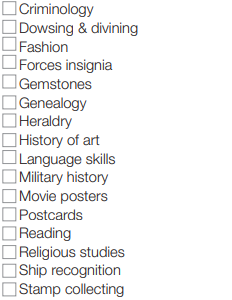 Criminology
Dowsing & divining
Fashion
Forces insignia
Gemstones
Genealogy
Heraldry
History of art
Language skills
Military history
Movie posters
Postcards
Reading
Religious studies
Ship recognition
Stamp collecting